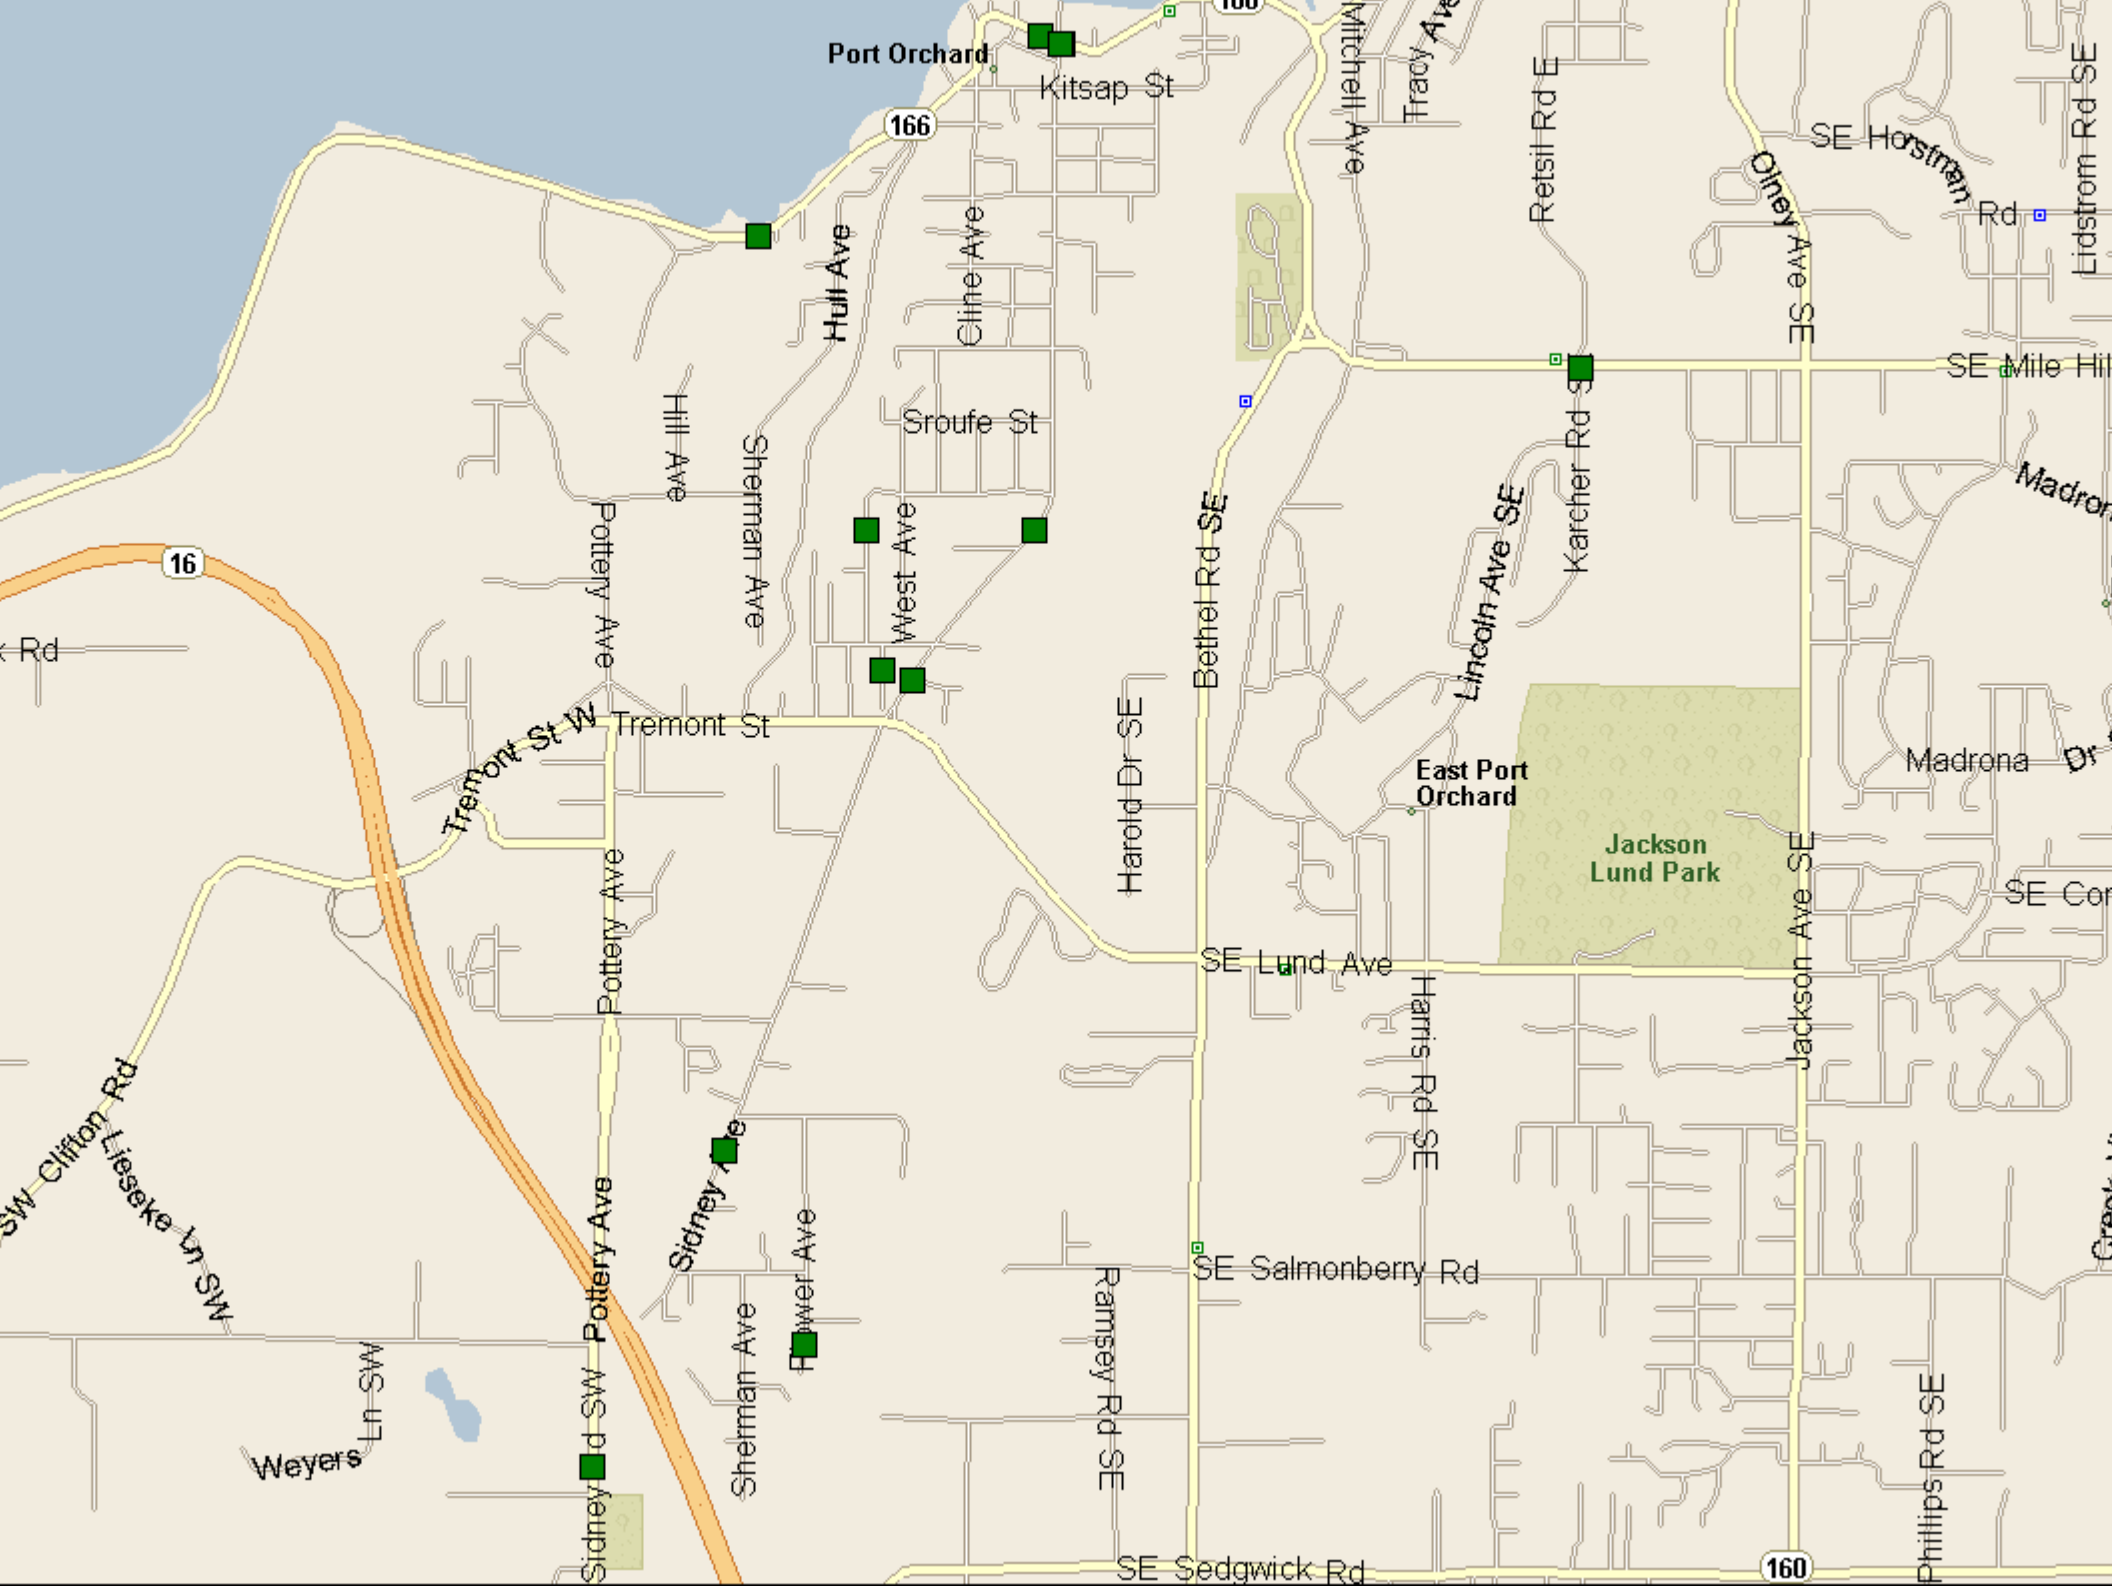 Port Orchard
Kitsap St
166
Mitchell Ave
Tracy Ave
Retsil Rd E
SE Horstman
Rd
Olney Ave SE
Lidstrom Rd SE
Hull Ave
Cline Ave
SE Mile Hill
Sroufe St
Hill Ave
Sherman Ave
Karcher Rd
Madrona
Lincoln Ave SE
Pottery Ave
West Ave
Bethel Rd SE
16
Rd
Tremont St W
Tremont St
Harold Dr SE
East Port
Orchard
Madrona Dr
Jackson
Lund Park
Pottery Ave
SE Lund Ave
Jackson Ave SE
Harris Rd SE
SW Clifton Rd
Lieseke Ln SW
Sidney Ave
Pottery Ave
SE Salmonberry Rd
Sherman Ave
Ramsey Rd SE
Weyers Ln SW
Sidney Rd SW
Phillips Rd SE
SE Sedgwick Rd
160